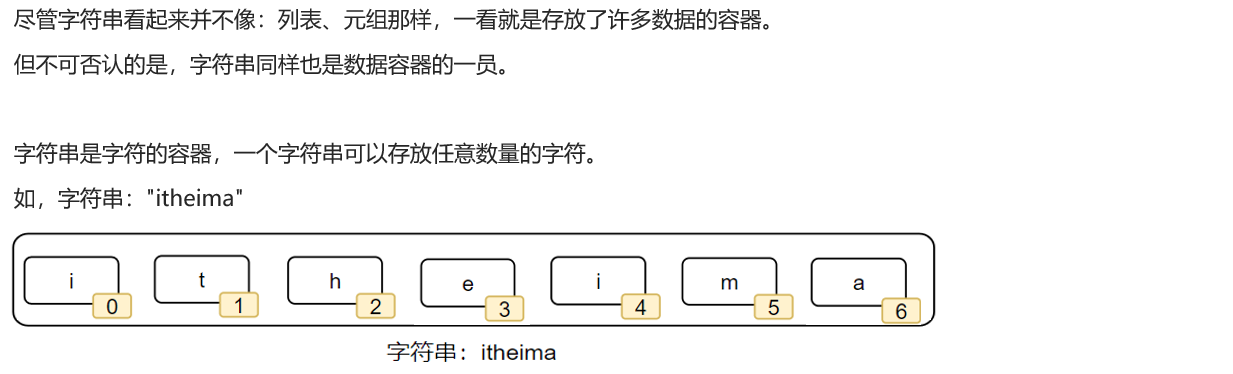 尽管字符串看起来并不像：列表、元组那样，一看就是存放了许多数据的容器。
但不可否认的是，字符串同样也是数据容器的一员。
字符串是字符的容器，一个字符串可以存放任意数量的字符。
如，字符串："itheima"
i t h e i m a
0 1 2 3 4 5 6
字符串：itheima